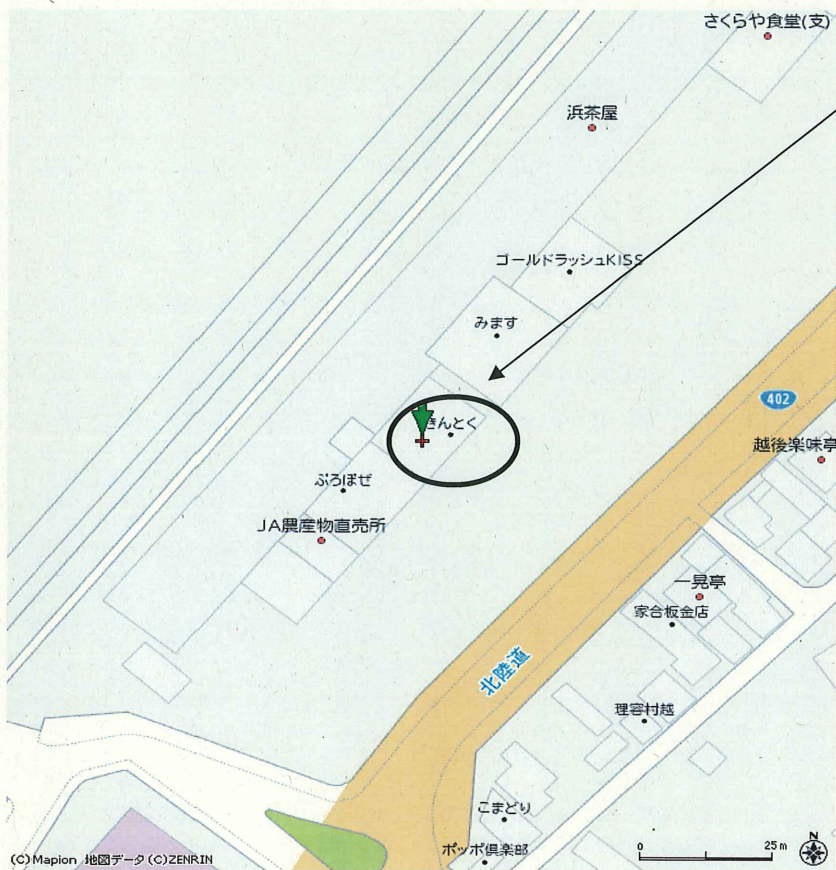 さくらや食堂(支)
浜茶屋
ゴールドラッシュKISS
みます
402
きんとく
越後楽味亭
ぷろぽぜ
JA農産物直売所
一晃亭
家合板金店
北陸道
理容村越
こまどり
ポッポ倶楽部
(C)Mapion 地図データ(C)ZENRIN
0 25m
N